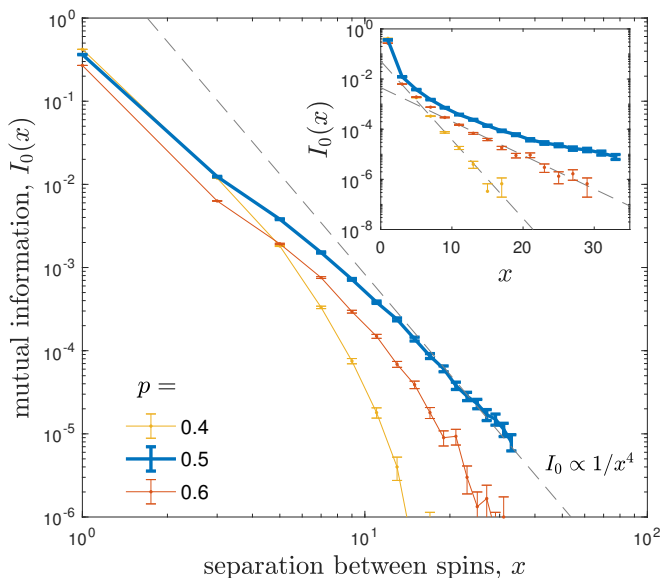 10^0
10^-1
10^-2
10^-3
10^-4
10^-5
10^-6
mutual information, I_0(x)
10^0
10^-2
10^-4
10^-6
10^-8
I_0(x)
0 10 20 30
x
p =
0.4
0.5
0.6
I_0 ∝ 1/x^4
10^0 10^1 10^2
separation between spins, x